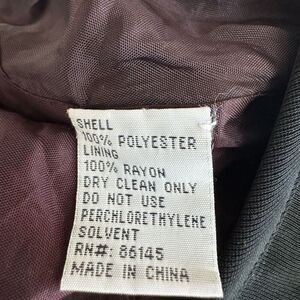 SHELL
100% POLYESTER
LINING
100% RAYON
DRY CLEAN ONLY
DO NOT USE
PERCHLORETHYLENE
SOLVENT
RN#: 86145
MADE IN CHINA